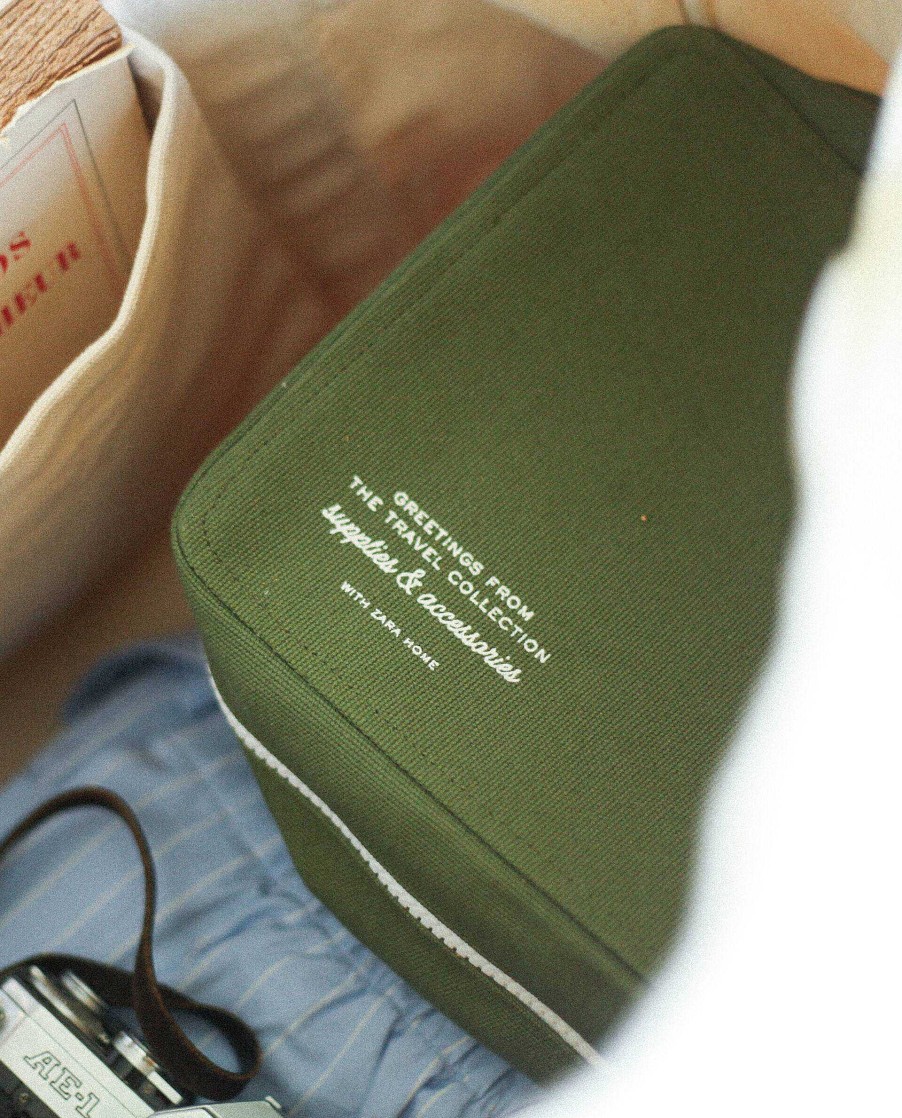 GREETINGS FROM
THE TRAVEL COLLECTION
supplies & accessories
WITH ZARA HOME
AE-1